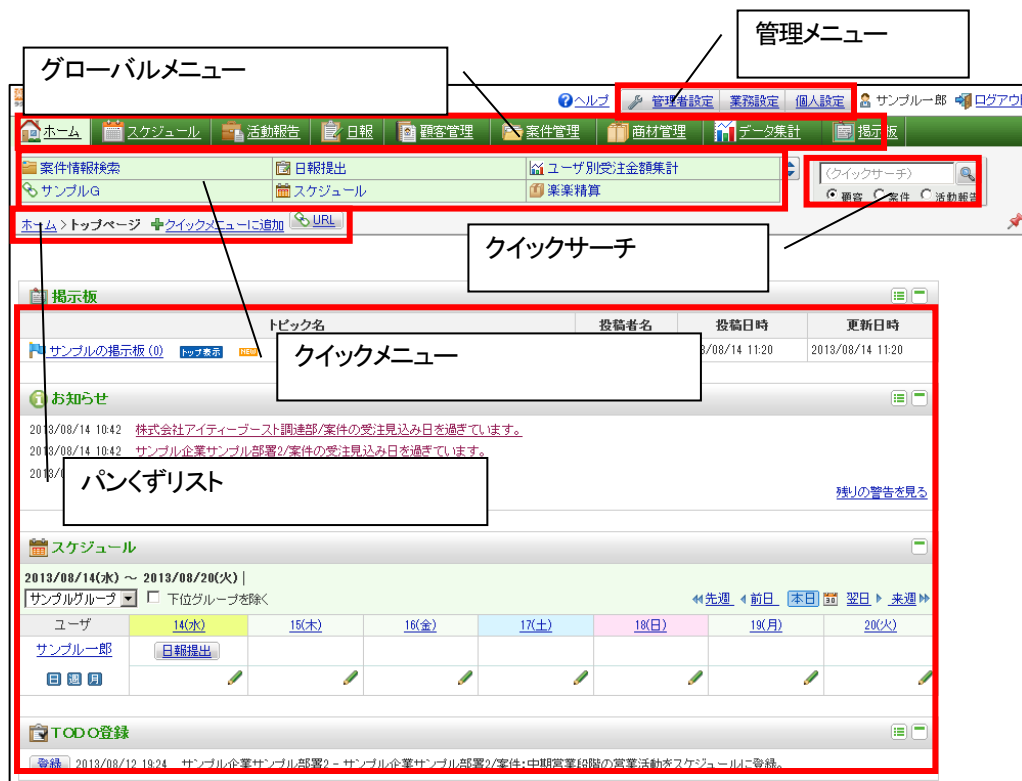 管理メニュー
グローバルメニュー
ヘルプ 管理者設定 業務設定 個人設定 サンプル一郎 ログアウ
ホーム スケジュール 活動報告 日報 顧客管理 案件管理 商材管理 データ集計 掲示板
案件情報検索 日報提出 ユーザ別受注金額集計
サンプルG スケジュール 楽楽精算
(クイックサーチ)
顧客 案件 活動報告
ホーム > トップページ クイックメニューに追加 URL
クイックサーチ
掲示板
トピック名 投稿者名 投稿日時 更新日時
サンプルの掲示板 (0) トップ表示 NEW /08/14 11:20 2013/08/14 11:20
クイックメニュー
お知らせ
2013/08/14 10:42 株式会社アイティーブースト調達部/案件の受注見込み日を過ぎています。
2013/08/14 10:42 サンプル企業サンプル部署2/案件の受注見込み日を過ぎています。
パンくずリスト
残りの警告を見る
スケジュール
2013/08/14(水) ～ 2013/08/20(火) |
サンプルグループ 下位グループを除く 先週 前日 本日 翌日 来週
ユーザ 14(水) 15(木) 16(金) 17(土) 18(日) 19(月) 20(火)
サンプル一郎 日報提出
日 週 月
TODO登録
登録 2013/08/12 19:24 サンプル企業サンプル部署2 - サンプル企業サンプル部署2/案件:中期営業段階の営業活動をスケジュールに登録。